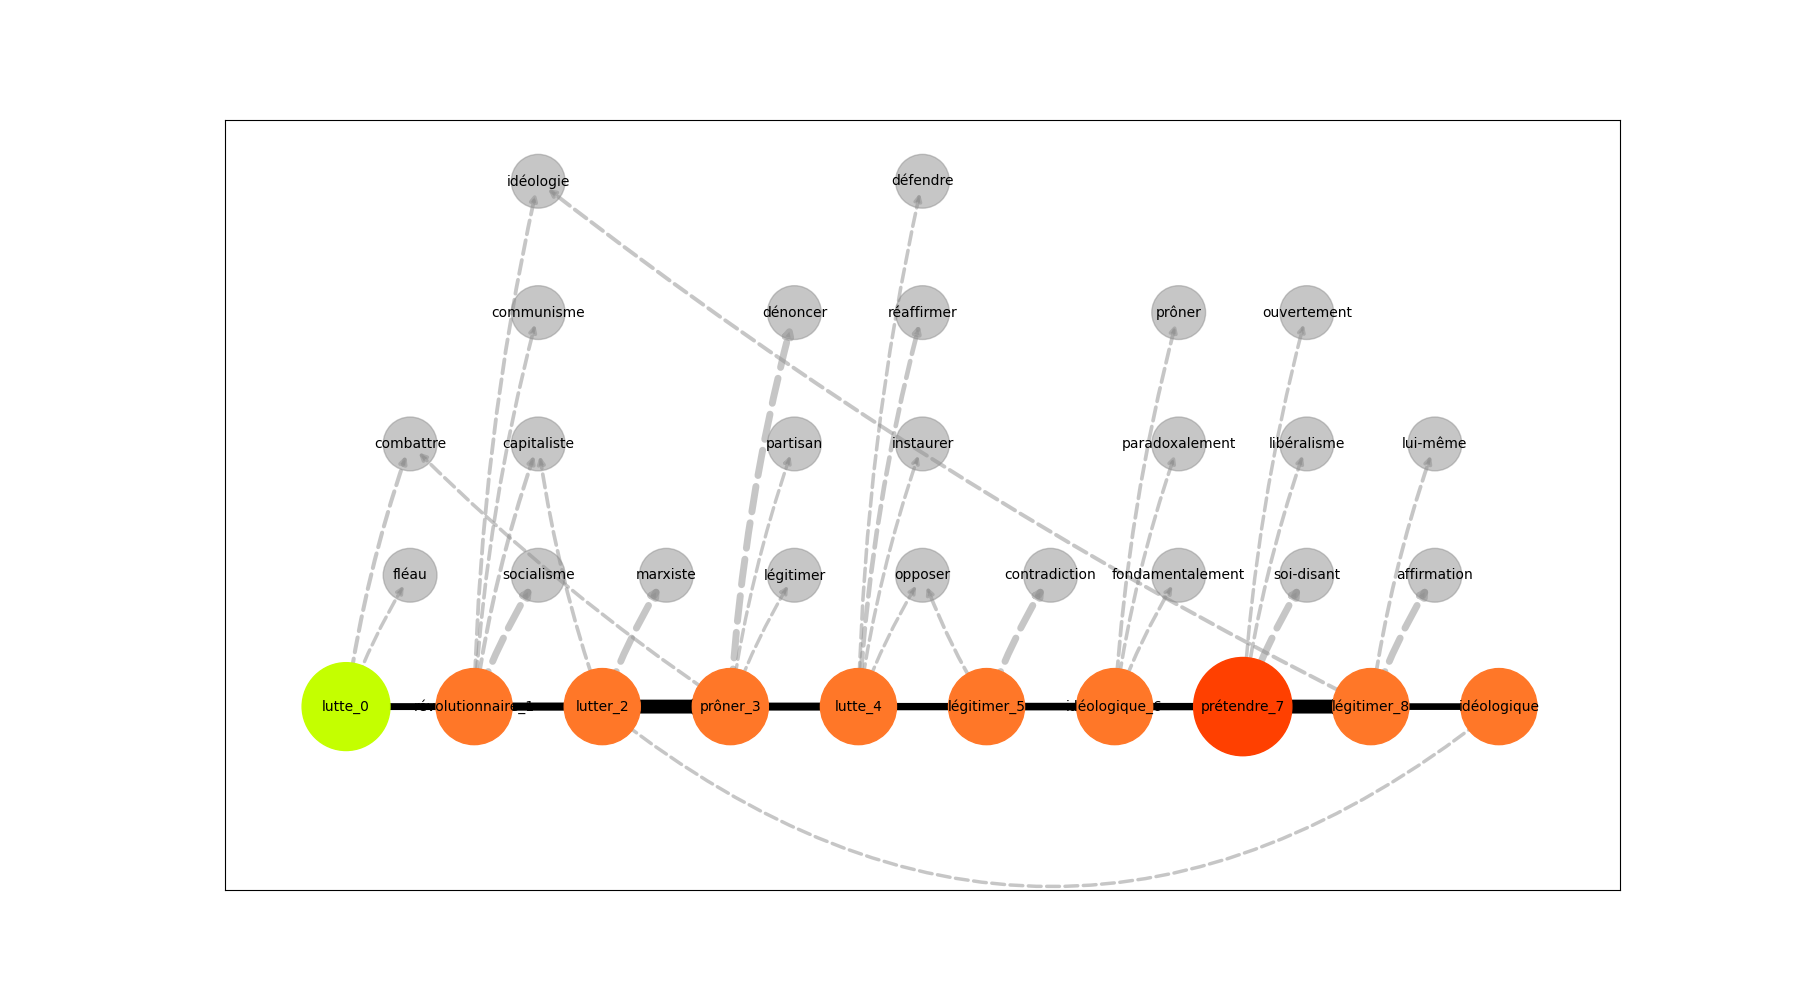 idéologie défendre
communisme dénoncer réaffirmer prôner ouvertement
combattre capitaliste partisan instaurer paradoxalement libéralisme lui-même
fléau socialisme marxiste légitimer opposer contradiction fondamentalement soi-disant affirmation
lutte_0 révolutionnaire_1 lutter_2 prôner_3 lutte_4 légitimer_5 idéologique_6 prétendre_7 légitimer_8 idéologique